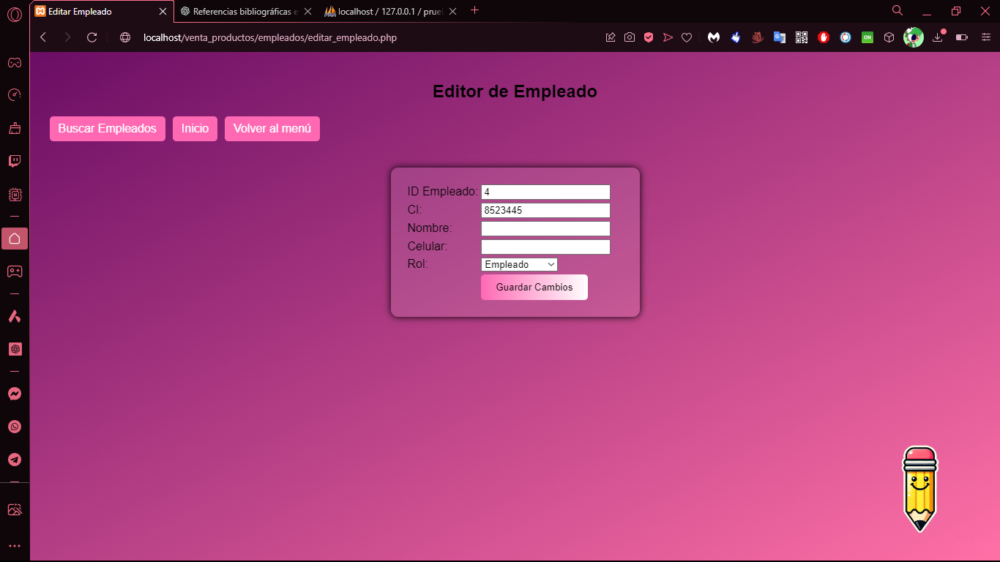 Editar Empleado
Referencias bibliográficas e
localhost / 127.0.0.1 / prue
localhost/venta_productos/empleados/editar_empleado.php
ON
Editor de Empleado
Buscar Empleados Inicio Volver al menú
ID Empleado: 4
CI: 8523445
Nombre:
Celular:
Rol: Empleado
Guardar Cambios